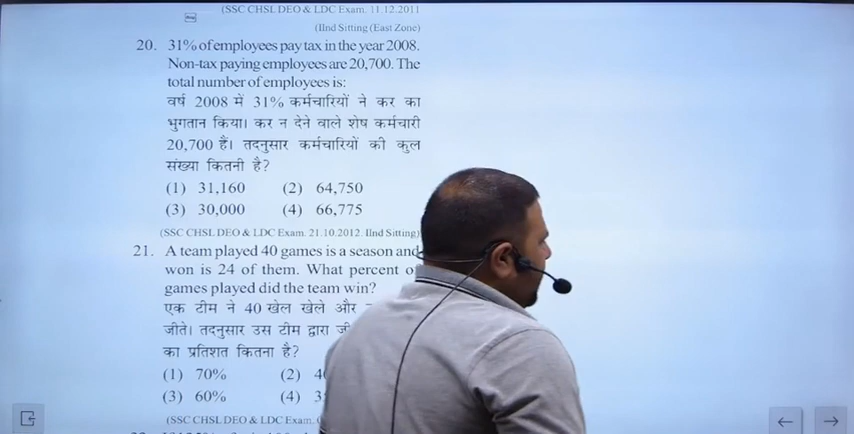 (SSC CHSL DEO & LDC Exam. 11.12.2011
(IInd Sitting (East Zone)
20. 31% of employees pay tax in the year 2008.
Non-tax paying employees are 20,700. The
total number of employees is:
वर्ष 2008 में 31% कर्मचारियों ने कर का
भुगतान किया। कर न देने वाले शेष कर्मचारी
20,700 हैं। तदनुसार कर्मचारियों की कुल
संख्या कितनी है?
(1) 31,160 (2) 64,750
(3) 30,000 (4) 66,775
(SSC CHSL DEO & LDC Exam. 21.10.2012. IInd Sitting)
21. A team played 40 games is a season and
won is 24 of them. What percent o
games played did the team win?
एक टीम ने 40 खेल खेले और
जीते। तदनुसार उस टीम द्वारा
का प्रतिशत कितना है?
(1) 70% (2) 4
(3) 60% (4) 3
(SSC CHSL DEO & LDC Exam.